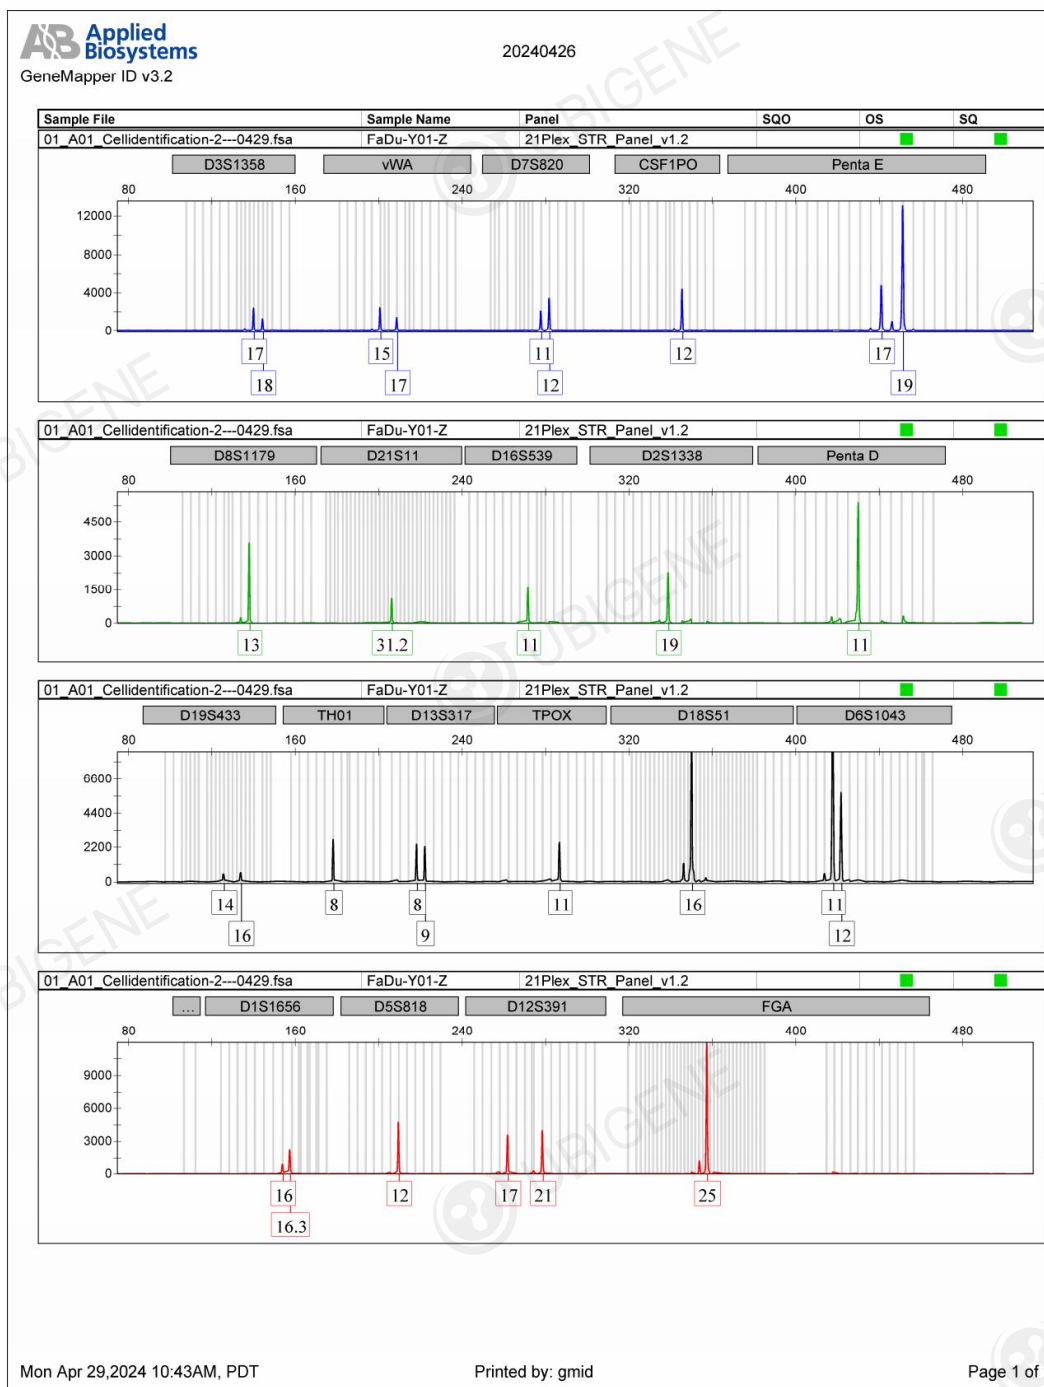 AB Applied
Biosystems
20240426
GeneMapper ID v3.2
Sample File Sample Name Panel SQO OS SQ
01_A01_Cellidentification-2---0429.fsa FaDu-Y01-Z 21Plex_STR_Panel_v1.2
D3S1358 vWA D7S820 CSF1PO Penta E
80 160 240 320 400 480
12000
8000
4000
0
17 15 11 12 17
18 17 12 19
01_A01_Cellidentification-2---0429.fsa FaDu-Y01-Z 21Plex_STR_Panel_v1.2
D8S1179 D21S11 D16S539 D2S1338 Penta D
80 160 240 320 400 480
4500
3000
1500
0
13 31.2 11 19 11
01_A01_Cellidentification-2---0429.fsa FaDu-Y01-Z 21Plex_STR_Panel_v1.2
D19S433 TH01 D13S317 TPOX D18S51 D6S1043
80 160 240 320 400 480
6600
4400
2200
0
14 8 8 11 16 11
16 9 12
01_A01_Cellidentification-2---0429.fsa FaDu-Y01-Z 21Plex_STR_Panel_v1.2
... D1S1656 D5S818 D12S391 FGA
80 160 240 320 400 480
9000
6000
3000
0
16 12 17 21 25
16.3
Mon Apr 29,2024 10:43AM, PDT Printed by: gmid Page 1 of
UBIGENE
UBIGENE
UBIGENE
UBIGENE
UBIGENE